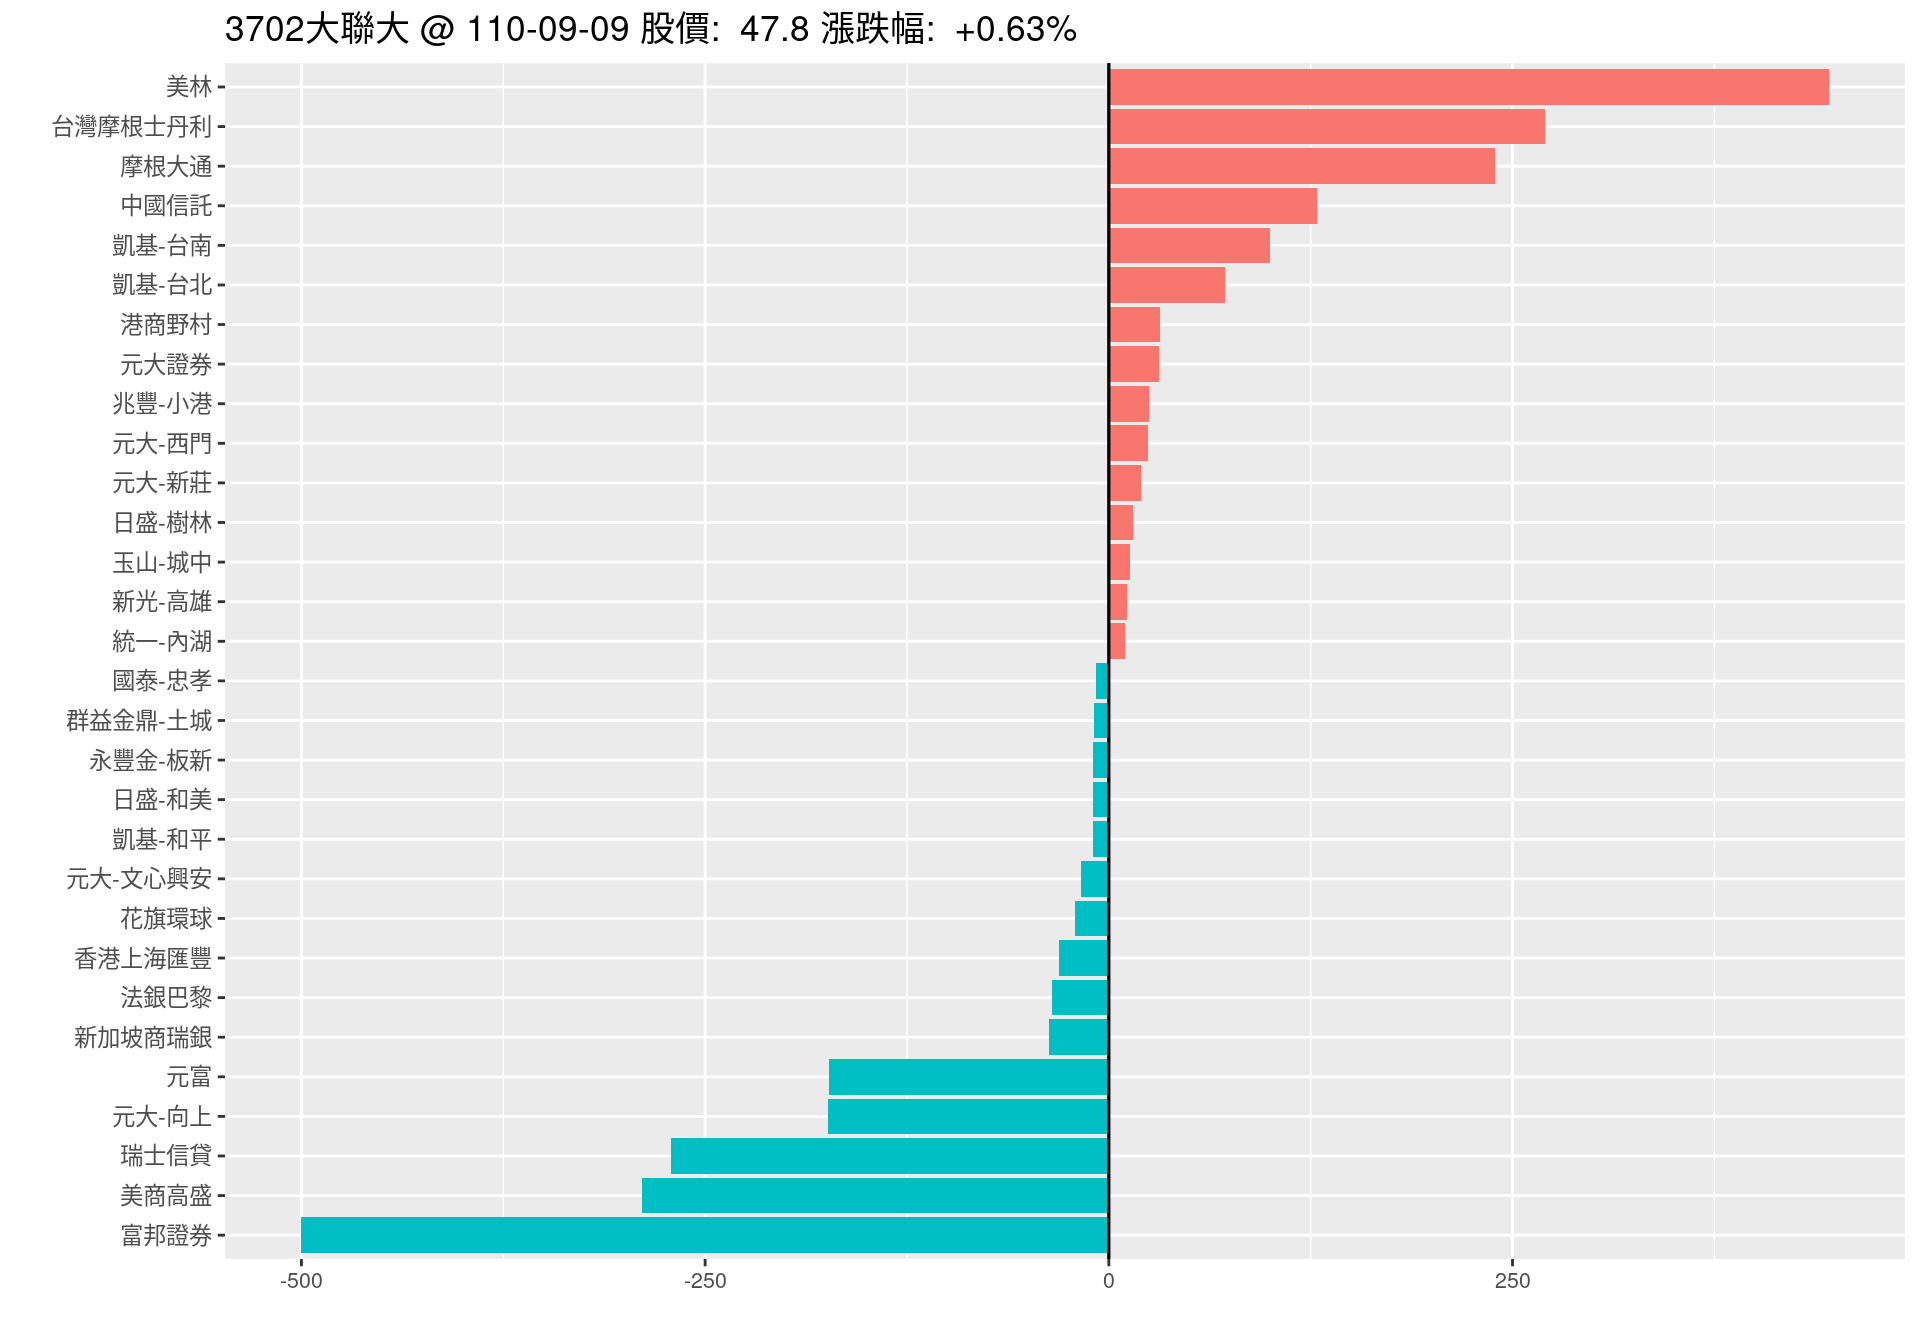 3702大聯大 @ 110-09-09 股價:  47.8 漲跌幅:  +0.63%
美林
台灣摩根士丹利
摩根大通
中國信託
凱基-台南
凱基-台北
港商野村
元大證券
兆豐-小港
元大-西門
元大-新莊
日盛-樹林
玉山-城中
新光-高雄
統一-內湖
國泰-忠孝
群益金鼎-土城
永豐金-板新
日盛-和美
凱基-和平
元大-文心興安
花旗環球
香港上海匯豐
法銀巴黎
新加坡商瑞銀
元富
元大-向上
瑞士信貸
美商高盛
富邦證券
-500 -250 0 250